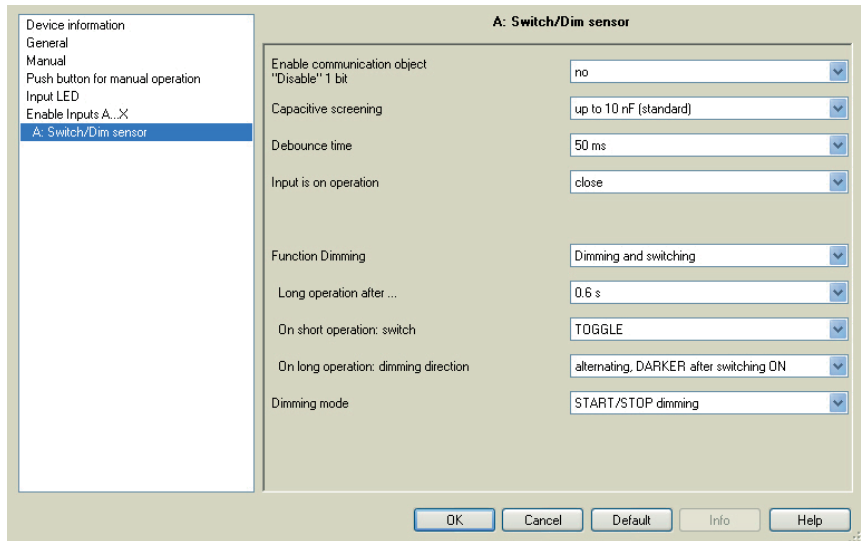 A: Switch/Dim sensor
Device information
General
Manual
Push button for manual operation
Input LED
Enable Inputs A...X
A: Switch/Dim sensor
Enable communication object
"Disable" 1 bit
no
Capacitive screening
up to 10 nF (standard)
Debounce time
50 ms
Input is on operation
close
Function Dimming
Dimming and switching
Long operation after ...
0.6 s
On short operation: switch
TOGGLE
On long operation: dimming direction
alternating, DARKER after switching ON
Dimming mode
START/STOP dimming
OK
Cancel
Default
Info
Help